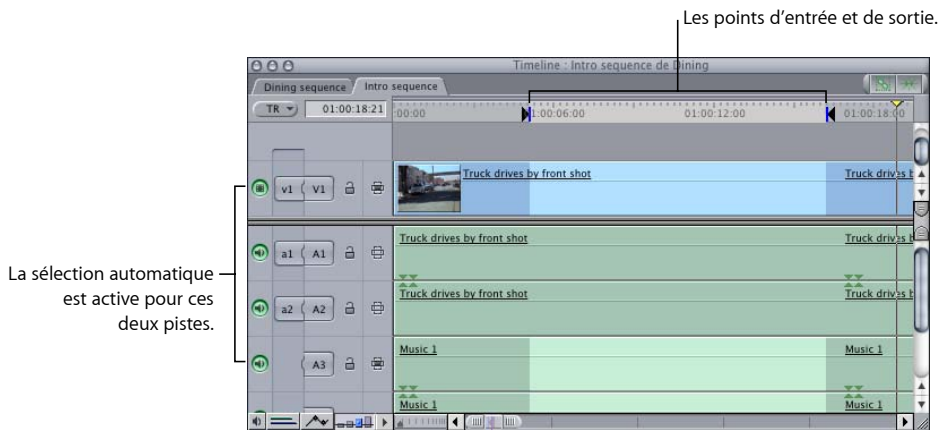 Les points d'entrée et de sortie.
Timeline : Intro sequence de Dining
Dining sequence
Intro sequence
TR
01:00:18:21
:00:00
1:00:06:00
01:00:12:00
01:00:18:00
v1
V1
Truck drives by front shot
Truck drives b
La sélection automatique
est active pour ces
deux pistes.
a1
A1
Truck drives by front shot
Truck drives b
a2
A2
Truck drives by front shot
Truck drives b
A3
Music 1
Music 1
Music 1
Music 1